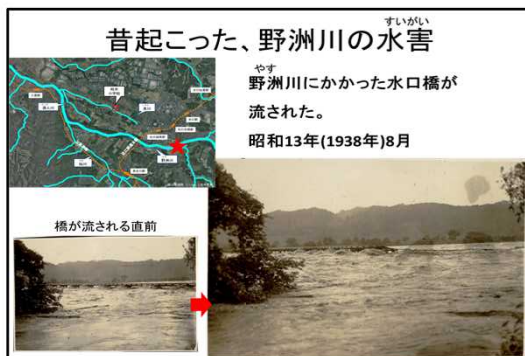 昔起こった、野洲川の水害
すいがい
やす
野洲川にかかった水口橋が
流された。
昭和13年(1938年)8月
橋が流される直前